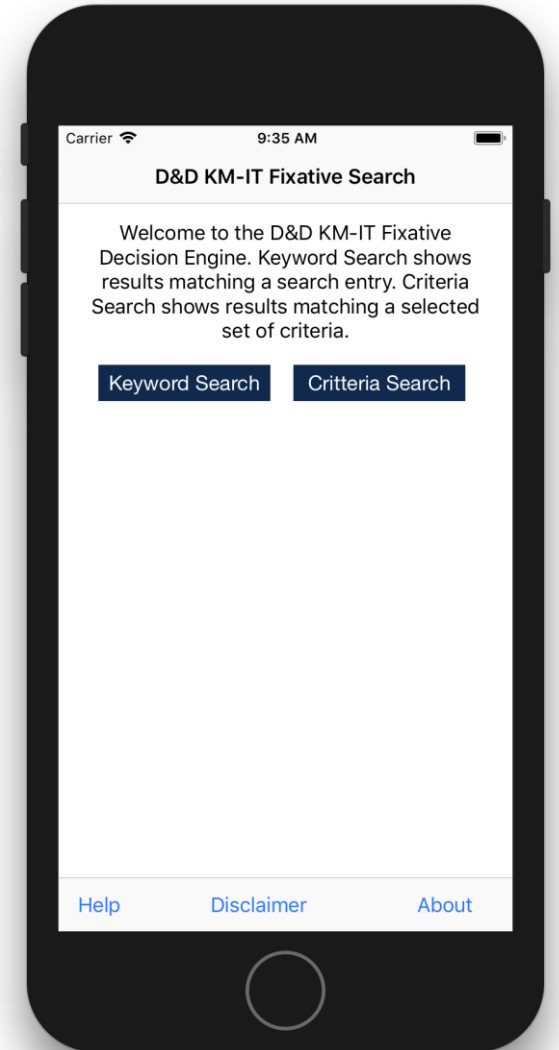 Carrier 9:35 AM
D&D KM-IT Fixative Search
Welcome to the D&D KM-IT Fixative
Decision Engine. Keyword Search shows
results matching a search entry. Criteria
Search shows results matching a selected
set of criteria.
Keyword Search Critteria Search
Help Disclaimer About